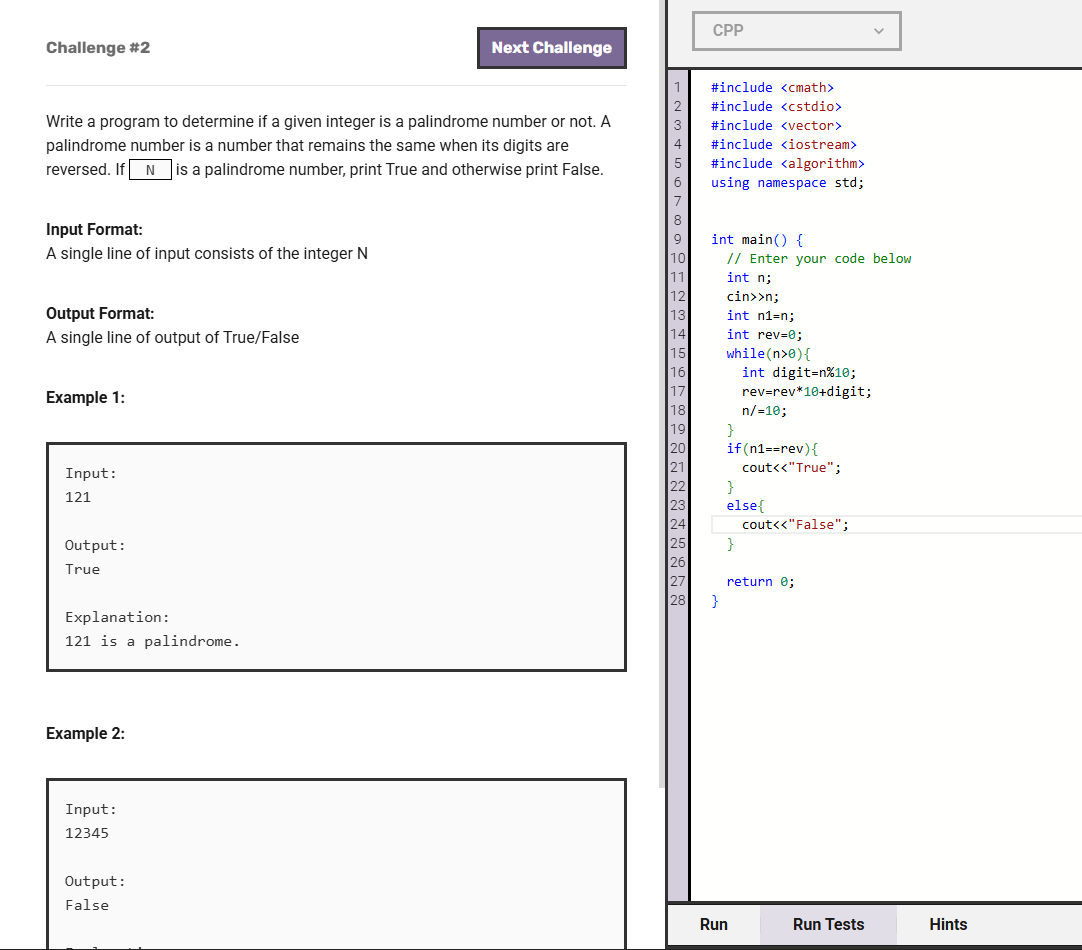 Challenge #2
Next Challenge
Write a program to determine if a given integer is a palindrome number or not. A
palindrome number is a number that remains the same when its digits are
reversed. If N is a palindrome number, print True and otherwise print False.
Input Format:
A single line of input consists of the integer N
Output Format:
A single line of output of True/False
Example 1:
Input:
121
Output:
True
Explanation:
121 is a palindrome.
Example 2:
Input:
12345
Output:
False
CPP
1 #include <cmath>
2 #include <cstdio>
3 #include <vector>
4 #include <iostream>
5 #include <algorithm>
6 using namespace std;
7
8
9 int main() {
10 // Enter your code below
11 int n;
12 cin>>n;
13 int n1=n;
14 int rev=0;
15 while(n>0){
16 int digit=n%10;
17 rev=rev*10+digit;
18 n/=10;
19 }
20 if(n1==rev){
21 cout<<"True";
22 }
23 else{
24 cout<<"False";
25 }
26
27 return 0;
28 }
Run
Run Tests
Hints